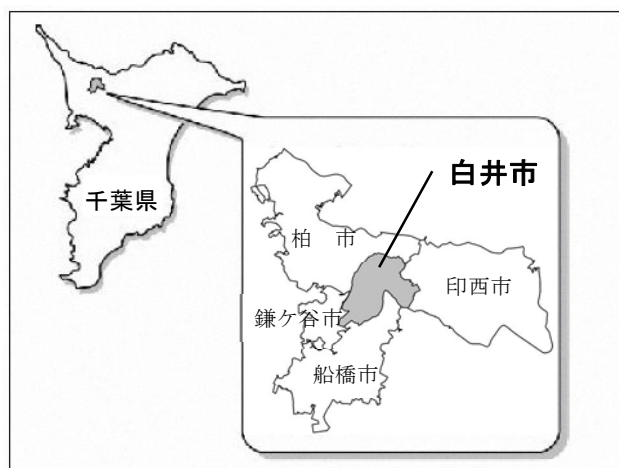 白井市
千葉県
柏　市
印西市
鎌ケ谷市
船橋市